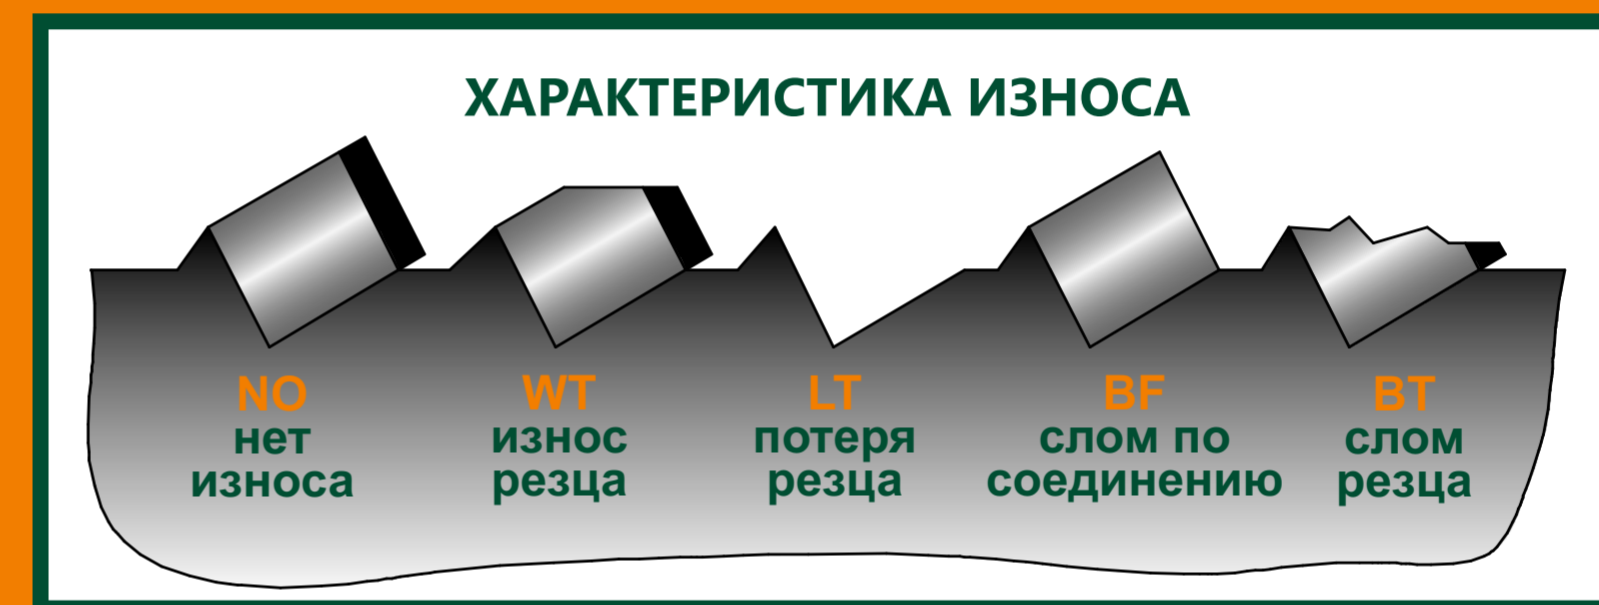 ХАРАКТЕРИСТИКА ИЗНОСА
NO
нет
износа
WT
износ
резца
LT
потеря
резца
BF
слом по
соединению
BT
слом
резца